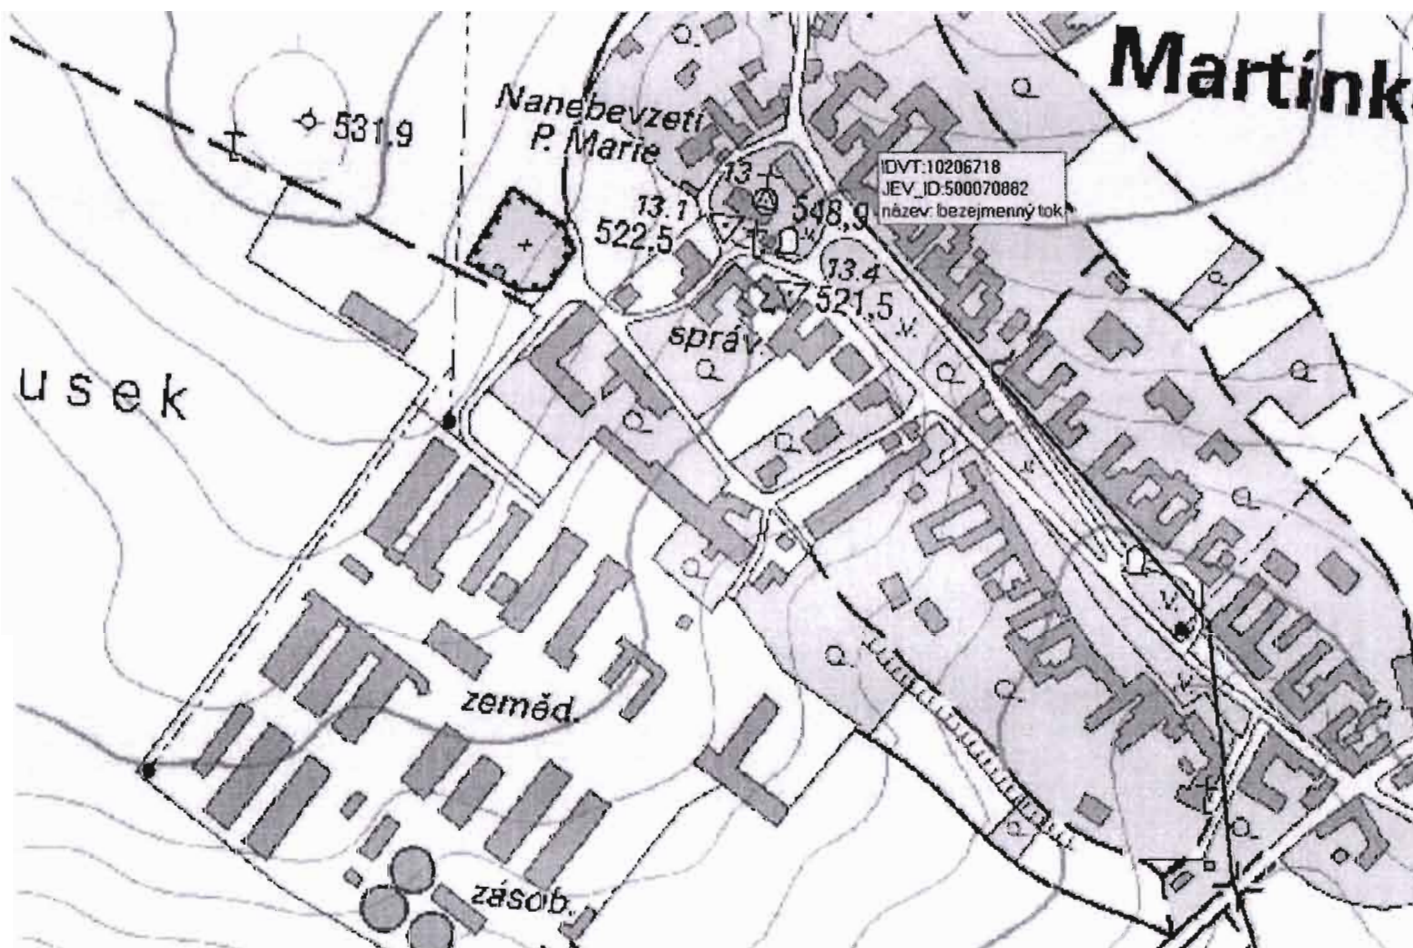 Martínk
Nanebevzetí
P. Marie
531,9
IDVT:10206718
JEV_ID:500070882
název: bezejmenný tok
13
13.1
522,5
548,9
13.4
521,5
správ.
usek
zeměd.
zásob.